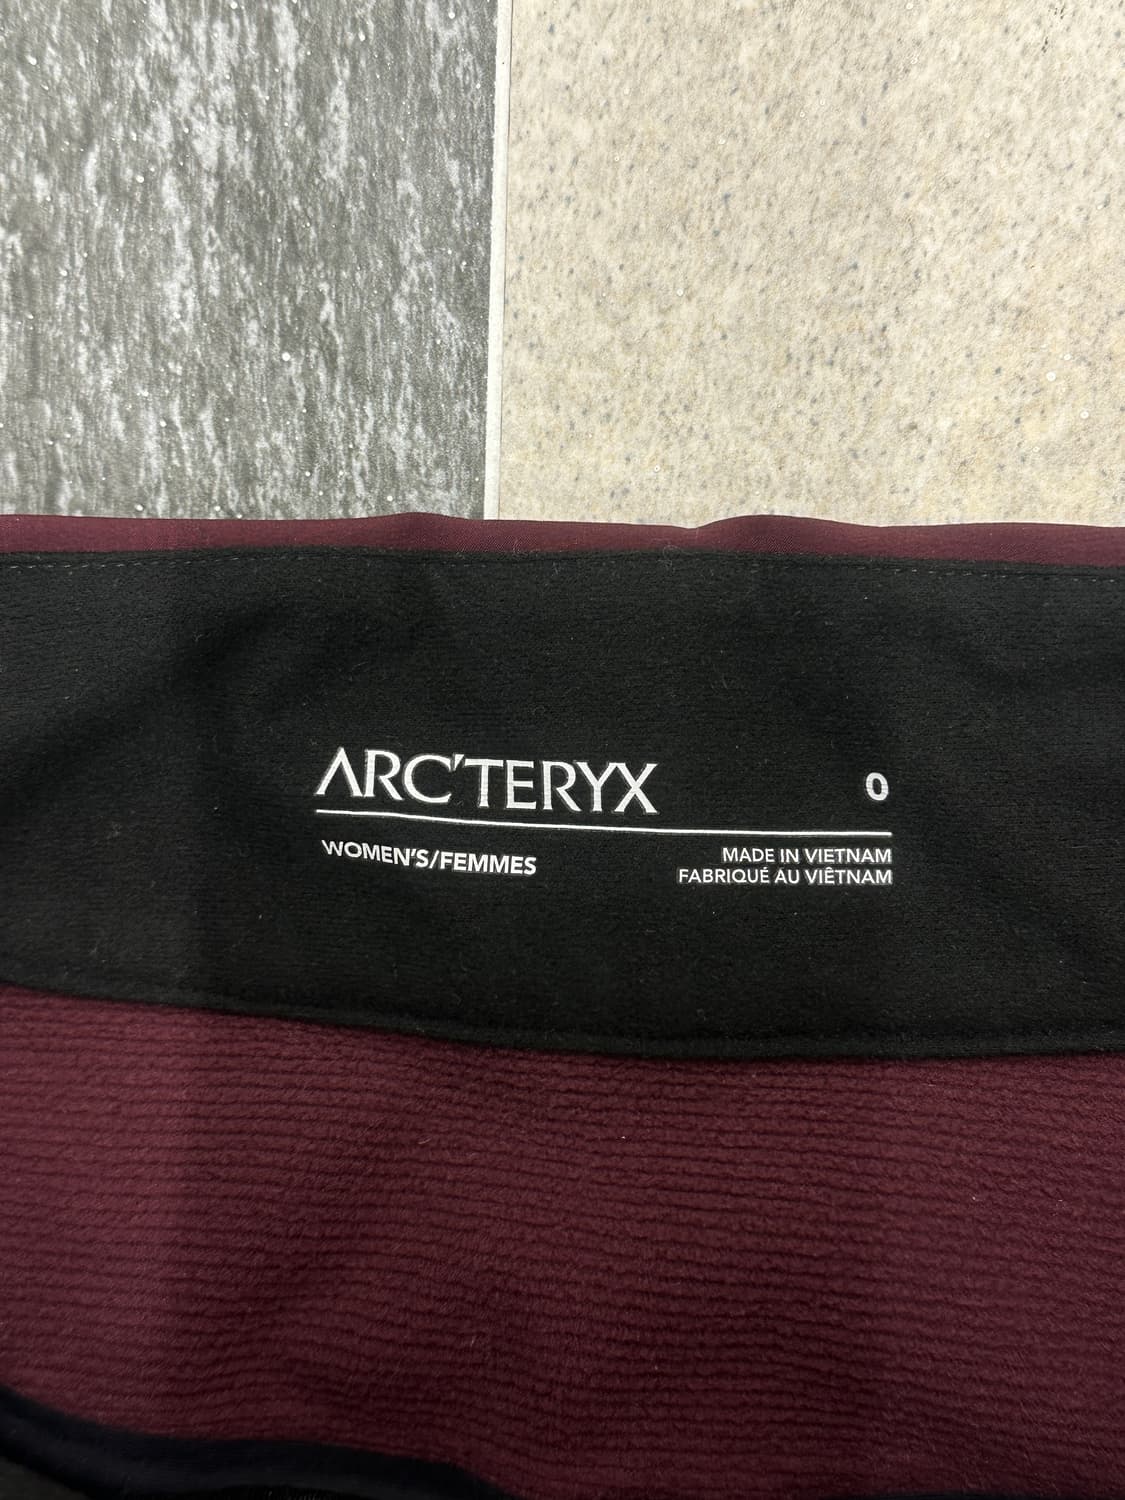 ARC'TERYX 0
WOMEN'S/FEMMES
MADE IN VIETNAM
FABRIQUÉ AU VIÊTNAM